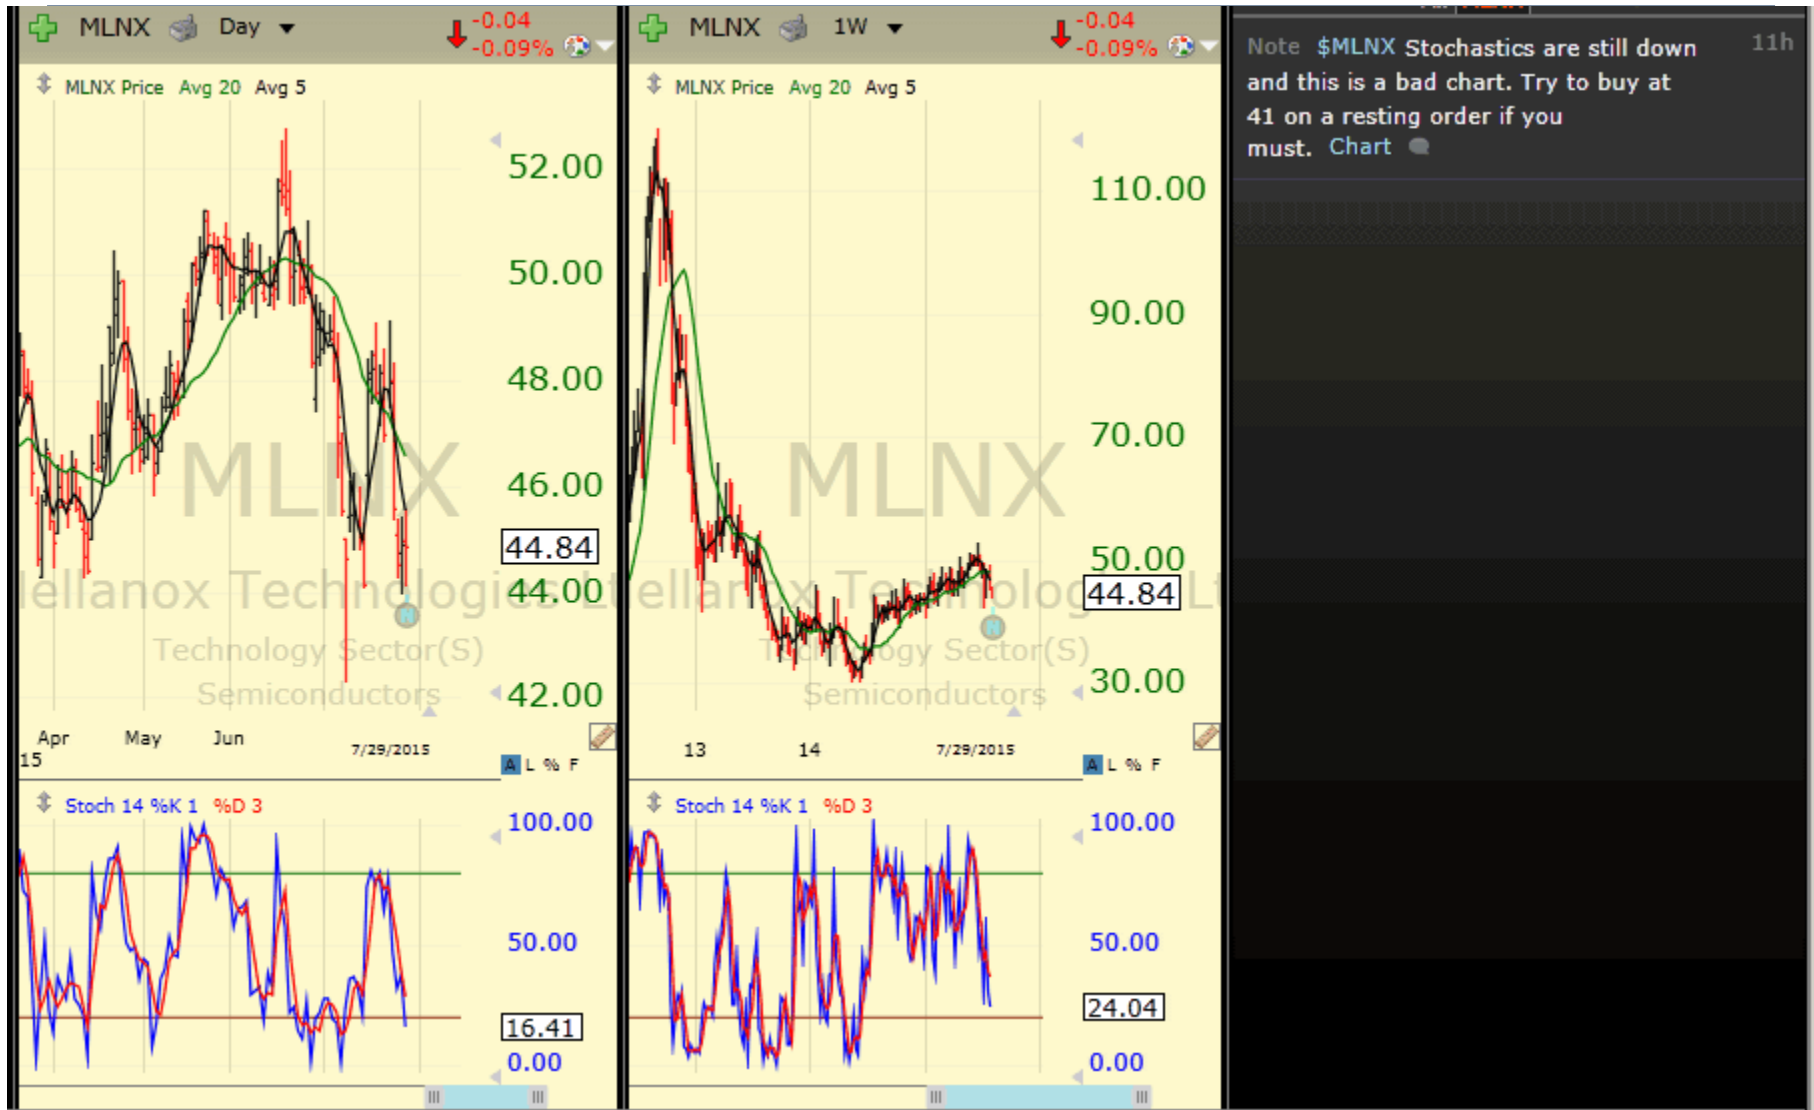 MLNX Day -0.04
-0.09%
MLNX Price Avg 20 Avg 5
52.00
50.00
48.00
46.00
44.84
44.00
42.00
MLNX
Technology Sector(S)
Semiconductors
Apr May Jun 7/29/2015
15
A L % F
Stoch 14 %K 1 %D 3
100.00
50.00
16.41
0.00
MLNX 1W -0.04
-0.09%
MLNX Price Avg 20 Avg 5
110.00
90.00
70.00
50.00
44.84
30.00
MLNX
Technology Sector(S)
Semiconductors
13 14 7/29/2015
A L % F
Stoch 14 %K 1 %D 3
100.00
50.00
24.04
0.00
Note $MLNX Stochastics are still down 11h
and this is a bad chart. Try to buy at
41 on a resting order if you
must. Chart